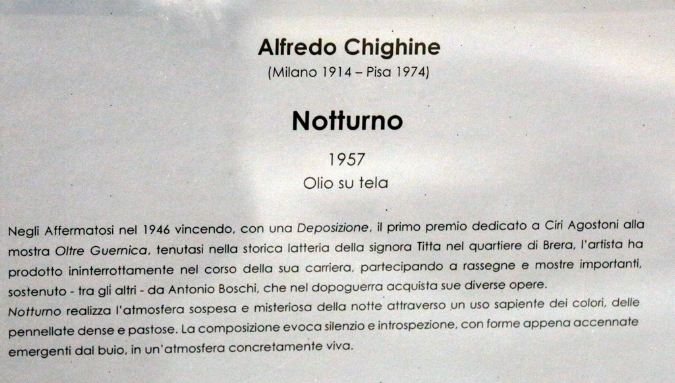 Alfredo Chighine
(Milano 1914 – Pisa 1974)
Notturno
1957
Olio su tela
Negli Affermatosi nel 1946 vincendo, con una Deposizione, il primo premio dedicato a Ciri Agostoni alla
mostra Oltre Guernica, tenutasi nella storica latteria della signora Titta nel quartiere di Brera, l'artista ha
prodotto ininterrottamente nel corso della sua carriera, partecipando a rassegne e mostre importanti,
sostenuto - tra gli altri - da Antonio Boschi, che nel dopoguerra acquista sue diverse opere.
Notturno realizza l'atmosfera sospesa e misteriosa della notte attraverso un uso sapiente dei colori, delle
pennellate dense e pastose. La composizione evoca silenzio e introspezione, con forme appena accennate
emergenti dal buio, in un'atmosfera concretamente viva.